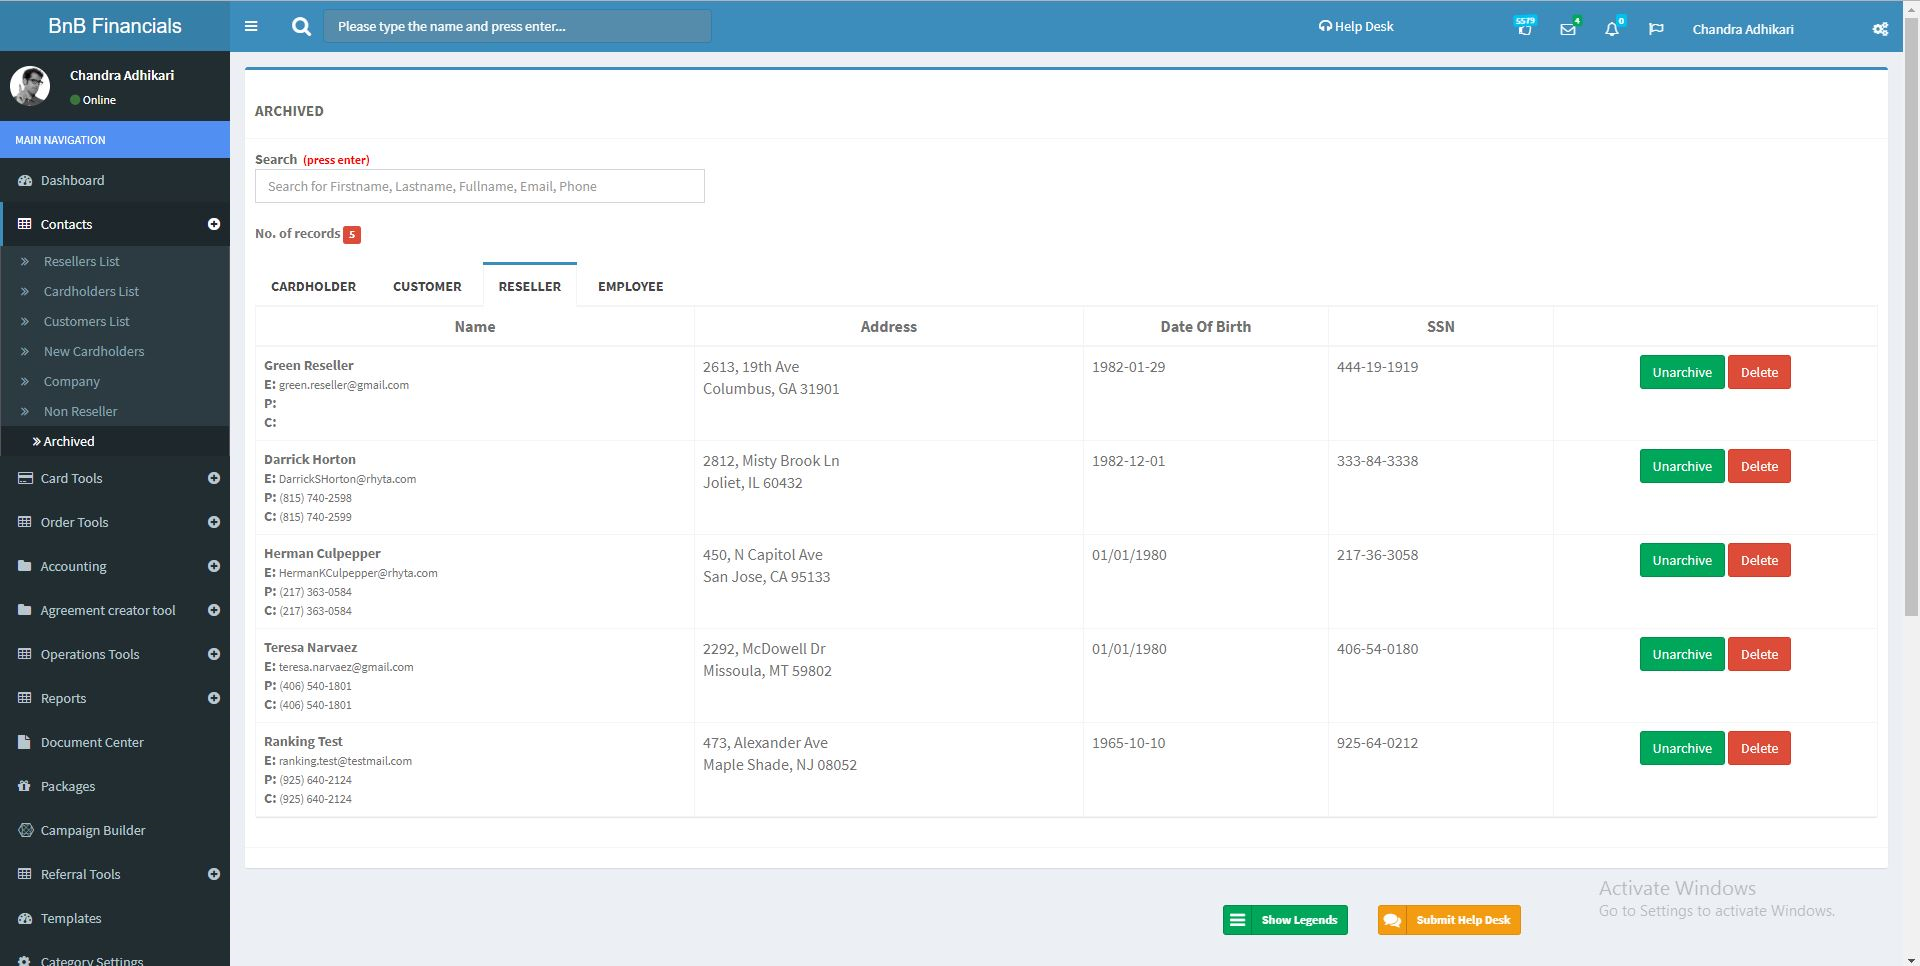 BnB Financials
Please type the name and press enter...
Help Desk
5579
4
0
Chandra Adhikari
Chandra Adhikari
Online
MAIN NAVIGATION
Dashboard
Contacts
Resellers List
Cardholders List
Customers List
New Cardholders
Company
Non Reseller
Archived
Card Tools
Order Tools
Accounting
Agreement creator tool
Operations Tools
Reports
Document Center
Packages
Campaign Builder
Referral Tools
Templates
Category Settings
ARCHIVED
Search (press enter)
Search for Firstname, Lastname, Fullname, Email, Phone
No. of records 5
CARDHOLDER CUSTOMER RESELLER EMPLOYEE
Name Address Date Of Birth SSN
Green Reseller
E: green.reseller@gmail.com
P:
C:
2613, 19th Ave
Columbus, GA 31901
1982-01-29
444-19-1919
Unarchive Delete
Darrick Horton
E: DarrickSHorton@rhyta.com
P: (815) 740-2598
C: (815) 740-2599
2812, Misty Brook Ln
Joliet, IL 60432
1982-12-01
333-84-3338
Unarchive Delete
Herman Culpepper
E: HermanKCulpepper@rhyta.com
P: (217) 363-0584
C: (217) 363-0584
450, N Capitol Ave
San Jose, CA 95133
01/01/1980
217-36-3058
Unarchive Delete
Teresa Narvaez
E: teresa.narvaez@gmail.com
P: (406) 540-1801
C: (406) 540-1801
2292, McDowell Dr
Missoula, MT 59802
01/01/1980
406-54-0180
Unarchive Delete
Ranking Test
E: ranking.test@testmail.com
P: (925) 640-2124
C: (925) 640-2124
473, Alexander Ave
Maple Shade, NJ 08052
1965-10-10
925-64-0212
Unarchive Delete
Show Legends
Submit Help Desk
Activate Windows
Go to Settings to activate Windows.